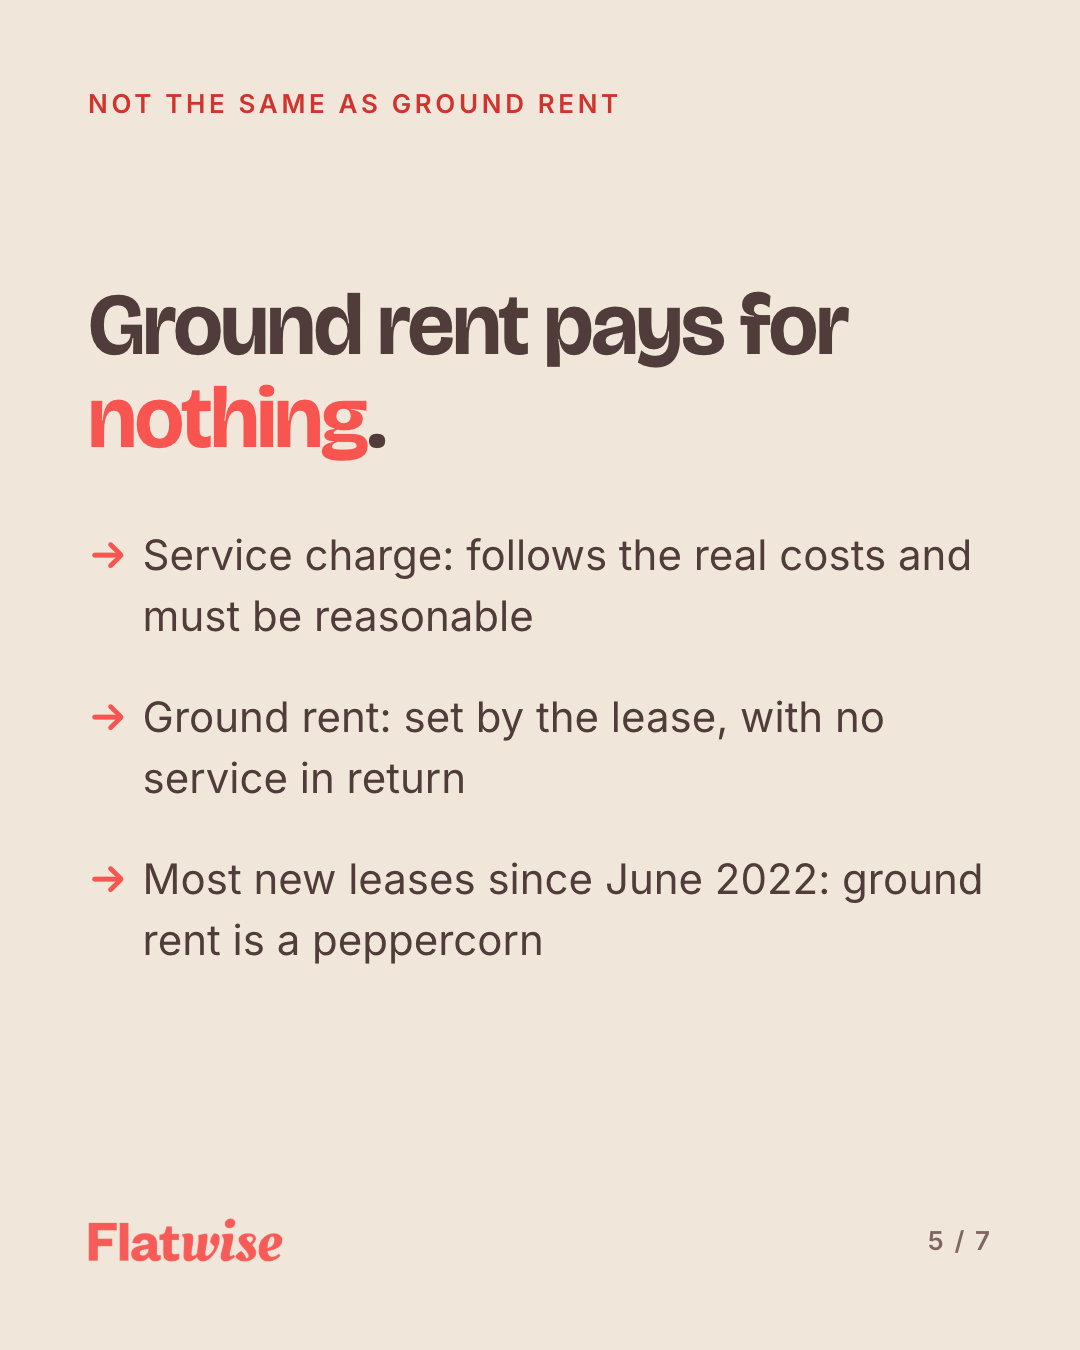 NOT THE SAME AS GROUND RENT
Ground rent pays for
nothing.
→ Service charge: follows the real costs and
must be reasonable
→ Ground rent: set by the lease, with no
service in return
→ Most new leases since June 2022: ground
rent is a peppercorn
Flatwise
5 / 7